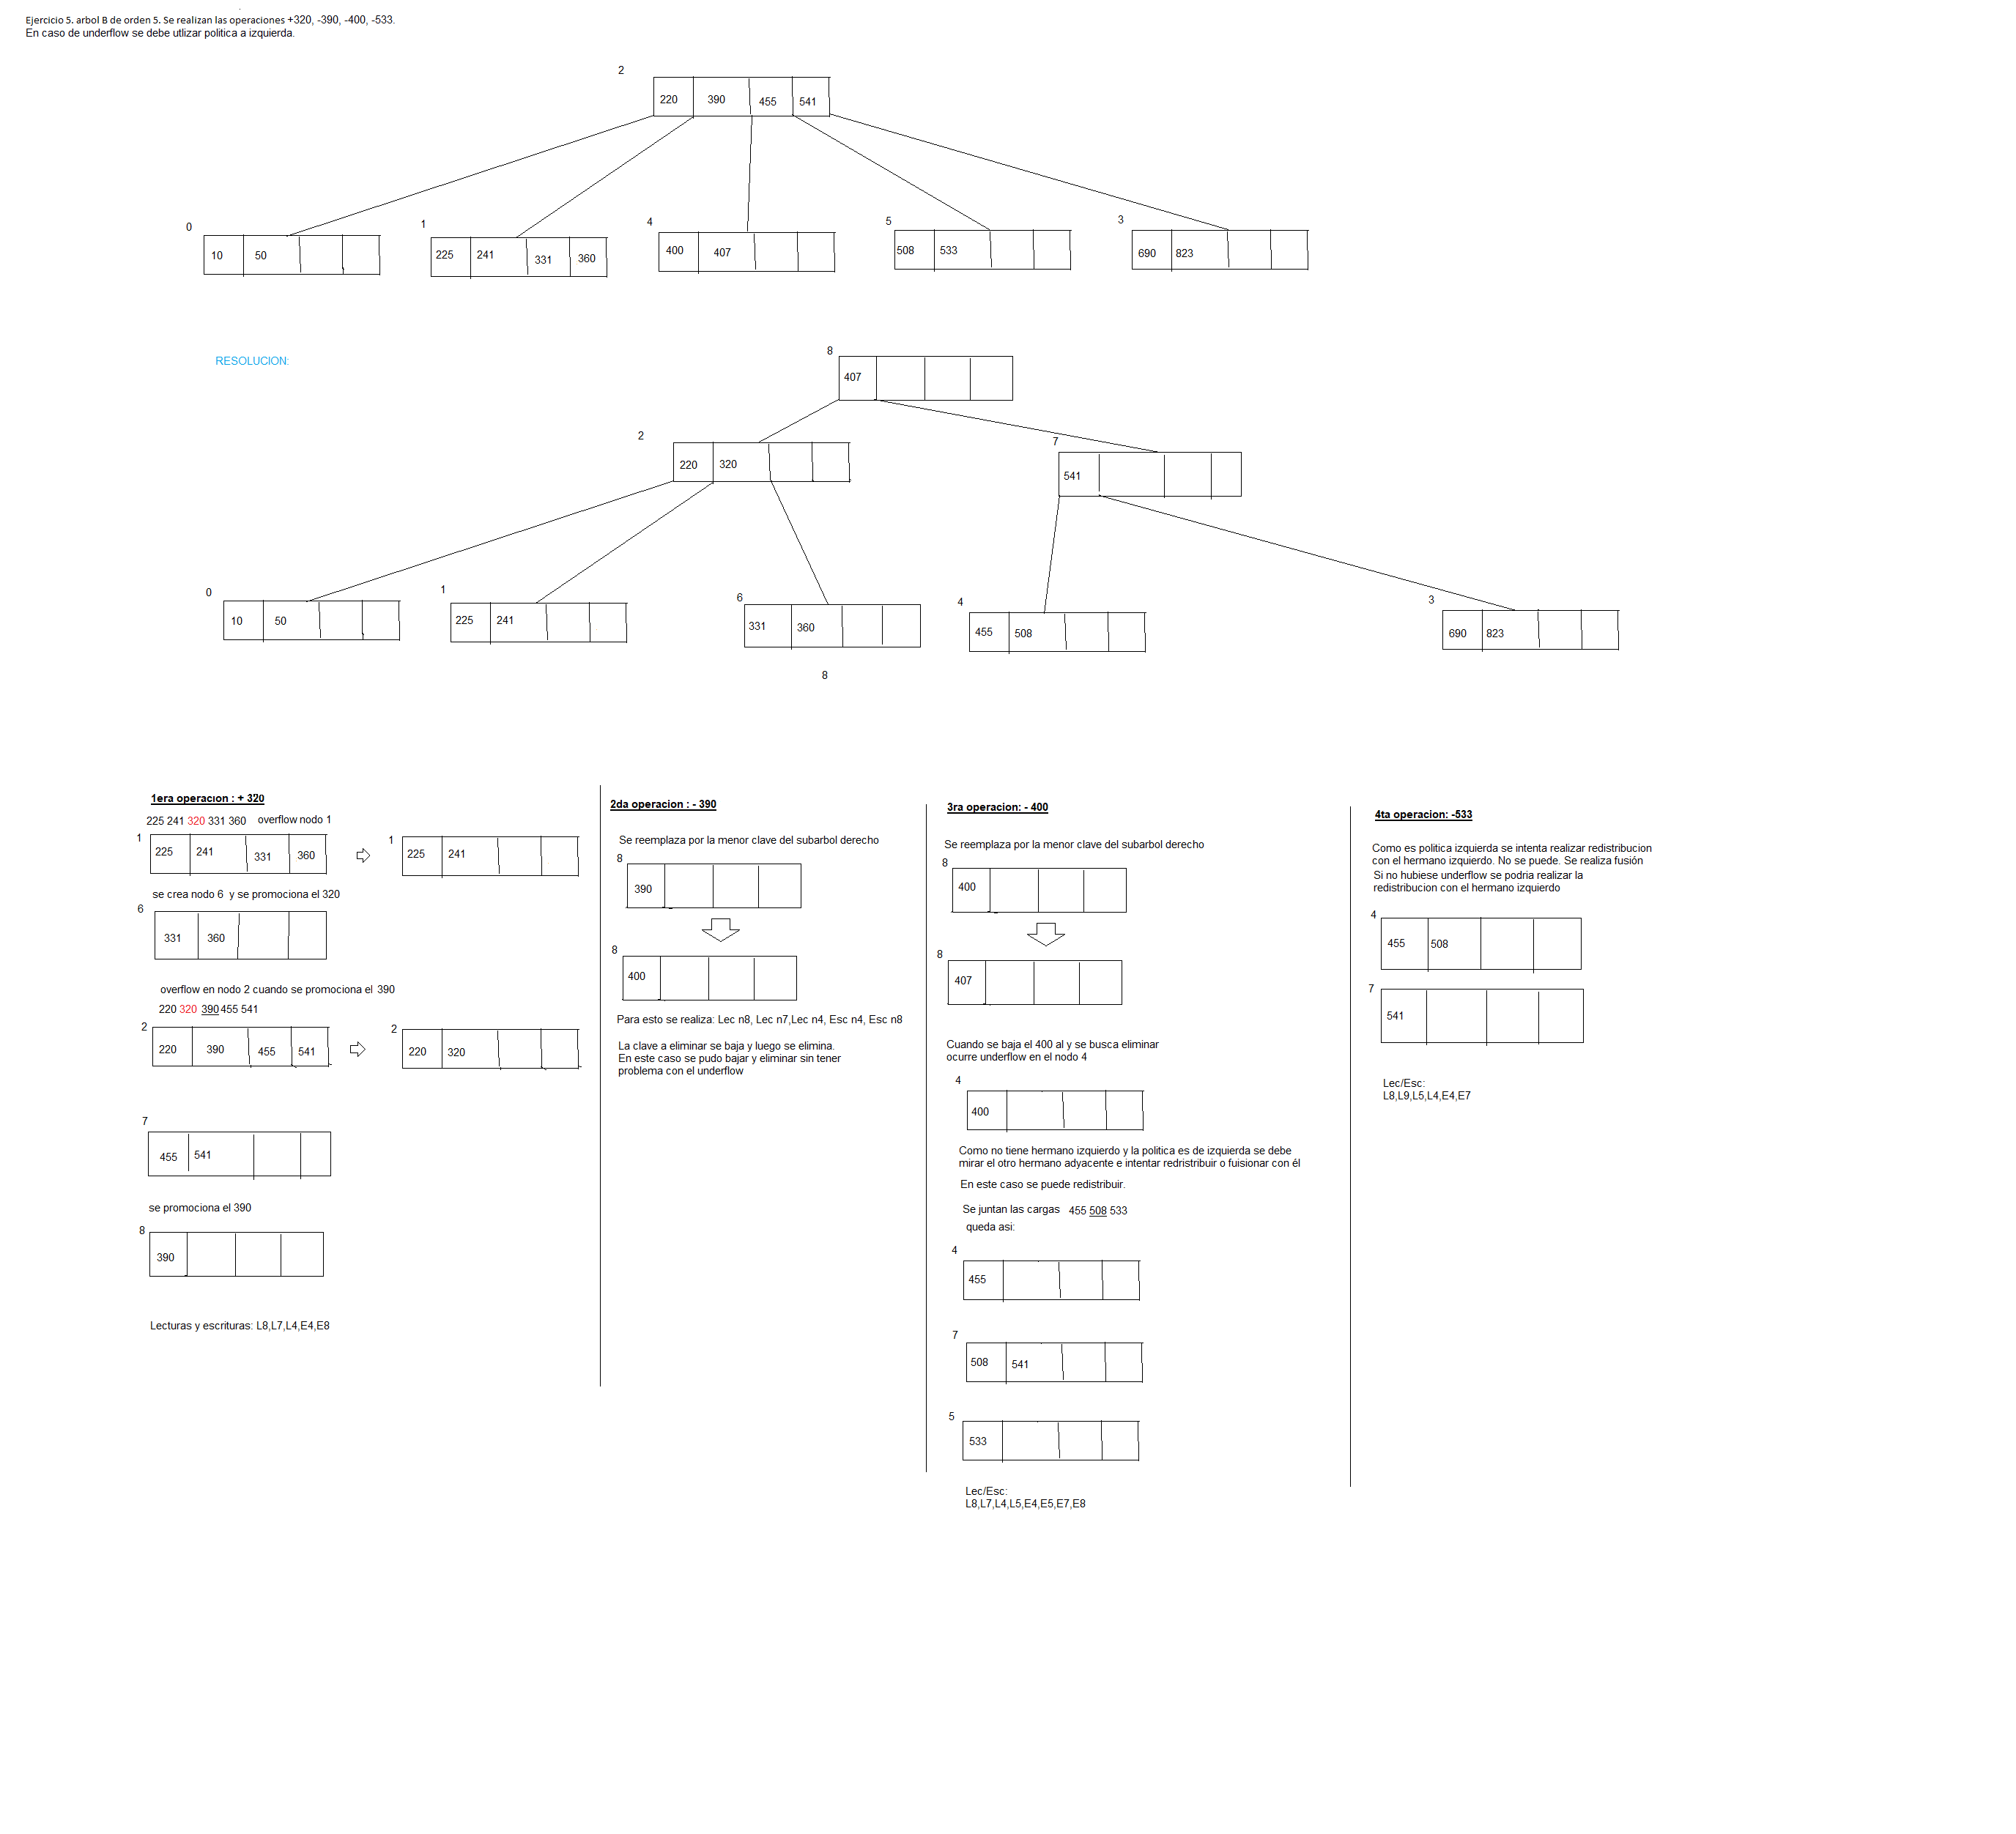 Ejercicio 5. arbol B de orden 5. Se realizan las operaciones +320, -390, -400, -533.
En caso de underflow se debe utlizar politica a izquierda.
2
220 390 455 541
0 1 4 5 3
10 50
225 241 331 360
400 407
508 533
690 823
RESOLUCION:
8
407
2
220 320
7
541
0 1 6 4 3
10 50
225 241
331 360
455 508
690 823
8
1era operacion : + 320
225 241 320 331 360 overflow nodo 1
1
225 241 331 360
1
225 241
se crea nodo 6 y se promociona el 320
6
331 360
overflow en nodo 2 cuando se promociona el 390
220 320 390 455 541
2
220 390 455 541
2
220 320
7
455 541
se promociona el 390
8
390
Lecturas y escrituras: L8,L7,L4,E4,E8
2da operacion : - 390
Se reemplaza por la menor clave del subarbol derecho
8
390
8
400
Para esto se realiza: Lec n8, Lec n7,Lec n4, Esc n4, Esc n8
La clave a eliminar se baja y luego se elimina.
En este caso se pudo bajar y eliminar sin tener
problema con el underflow
3ra operacion: - 400
Se reemplaza por la menor clave del subarbol derecho
8
400
8
407
Cuando se baja el 400 al y se busca eliminar
ocurre underflow en el nodo 4
4
400
Como no tiene hermano izquierdo y la politica es de izquierda se debe
mirar el otro hermano adyacente e intentar redristribuir o fuisionar con él
En este caso se puede redistribuir.
Se juntan las cargas 455 508 533
queda asi:
4
455
7
508 541
5
533
Lec/Esc:
L8,L7,L4,L5,E4,E5,E7,E8
4ta operacion: -533
Como es politica izquierda se intenta realizar redistribucion
con el hermano izquierdo. No se puede. Se realiza fusión
Si no hubiese underflow se podria realizar la
redistribucion con el hermano izquierdo
4
455 508
7
541
Lec/Esc:
L8,L9,L5,L4,E4,E7